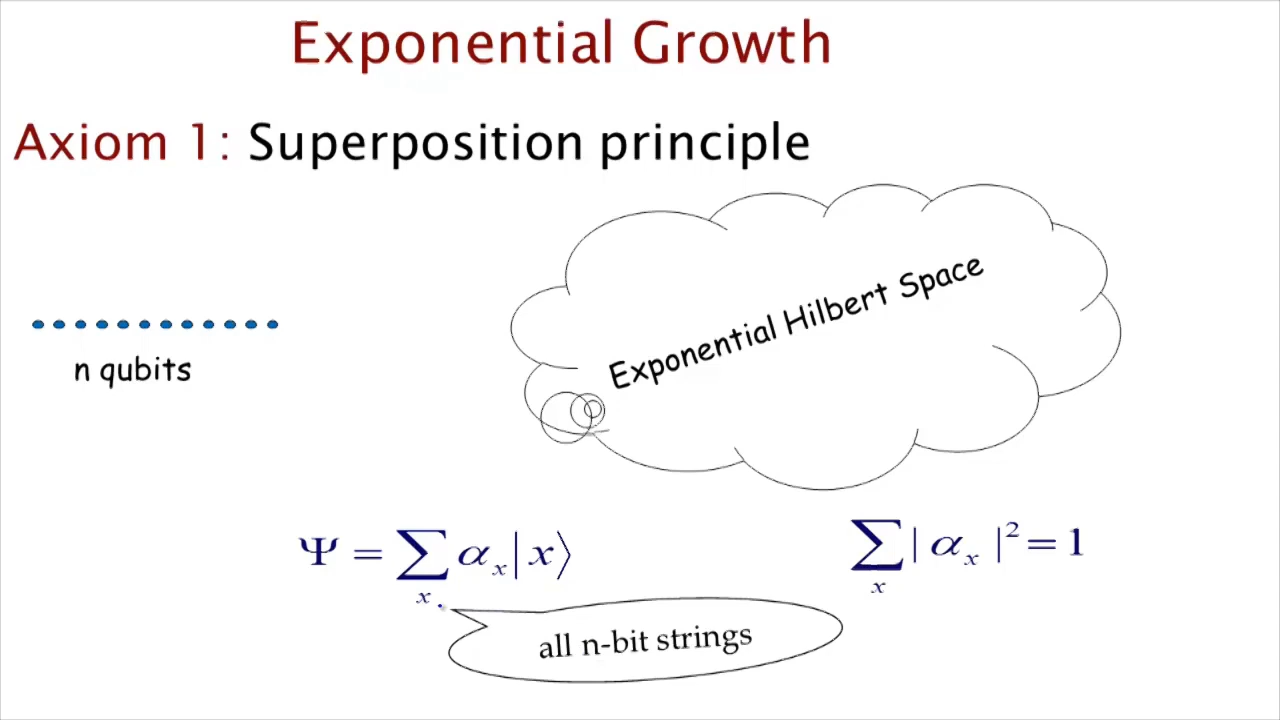 Exponential Growth
Axiom 1: Superposition principle
Exponential Hilbert Space
n qubits
Ψ = ∑ₓ αₓ|x⟩
∑ₓ |αₓ|² = 1
all n-bit strings